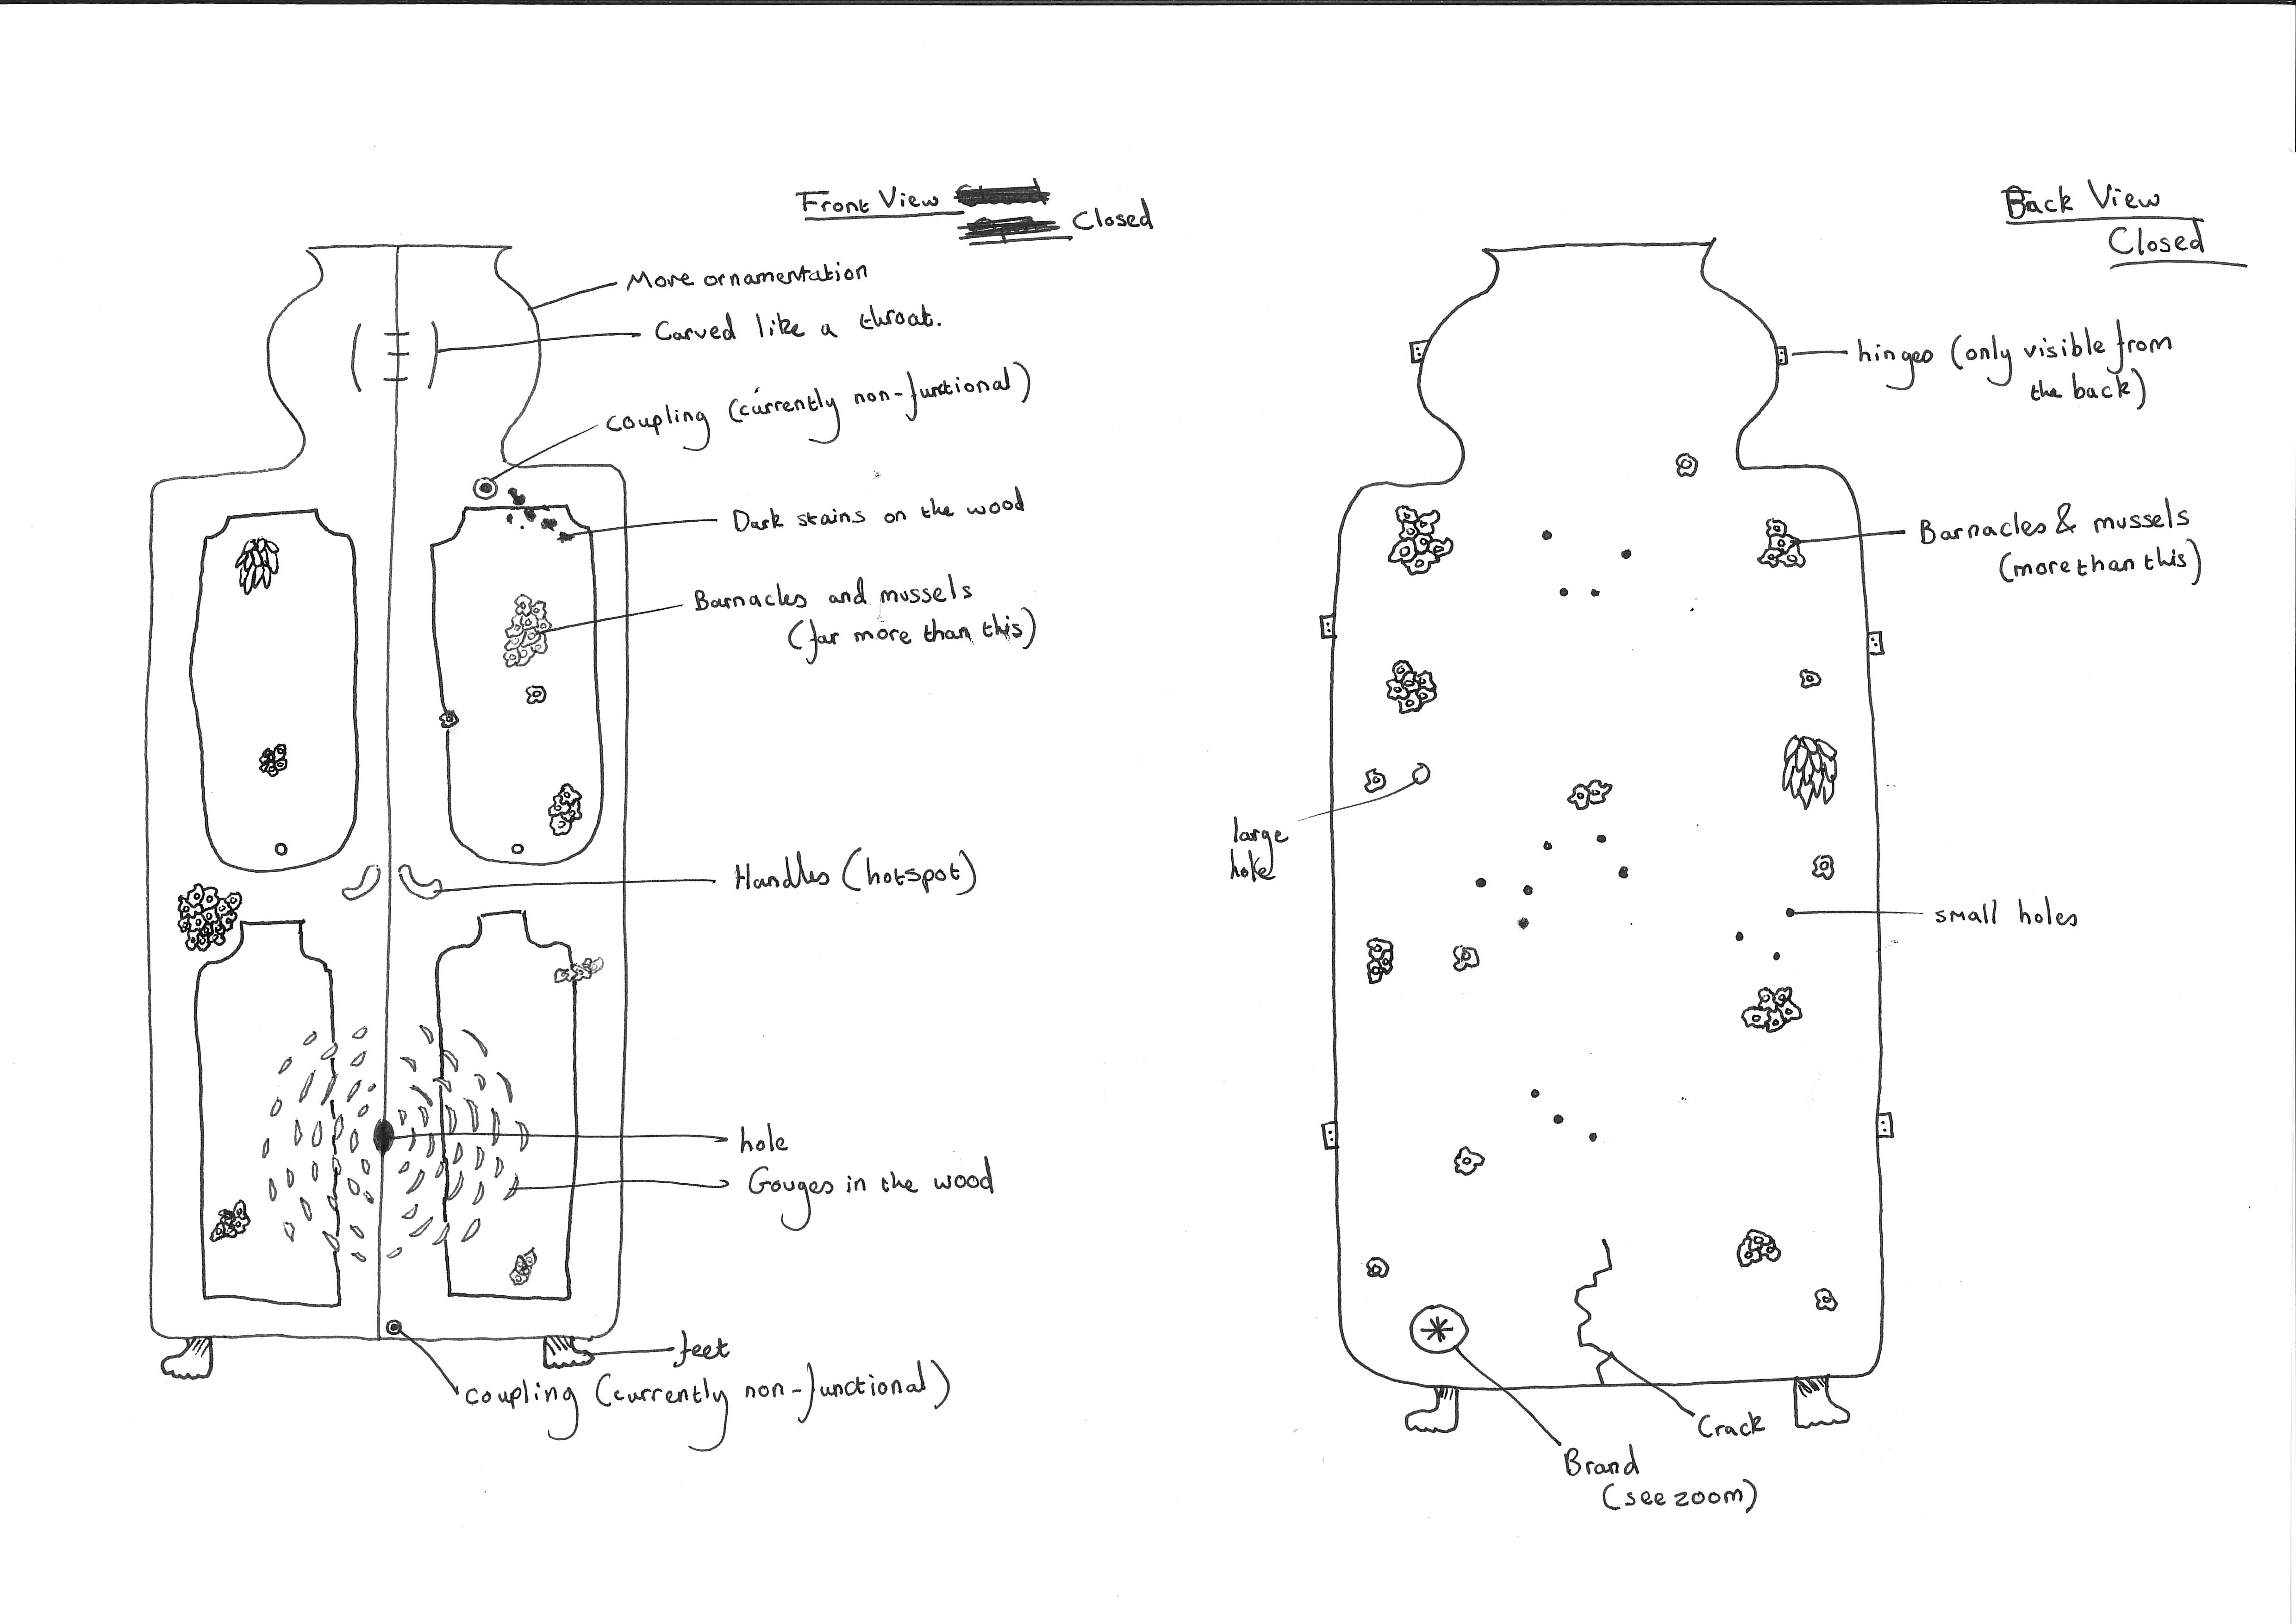 Front View
Closed
More ornamentation
Carved like a throat.
coupling (currently non-functional)
Dark stains on the wood
Barnacles and mussels
(far more than this)
Handles (hotspot)
hole
Gouges in the wood
feet
coupling (currently non-functional)
Back View
Closed
hinges (only visible from
the back)
Barnacles & mussels
(more than this)
large
hole
small holes
Crack
Brand
(see zoom)